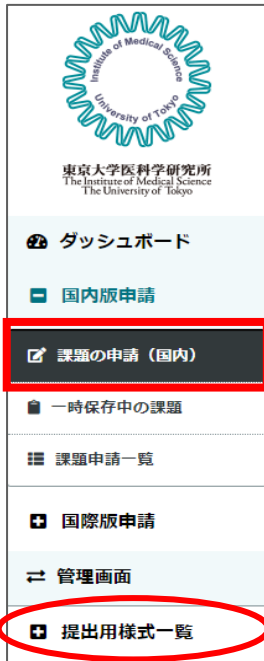 Institute of Medical Science
University of Tokyo
東京大学医科学研究所
The Institute of Medical Science
The University of Tokyo
ダッシュボード
国内版申請
課題の申請（国内）
一時保存中の課題
課題申請一覧
国際版申請
管理画面
提出用様式一覧